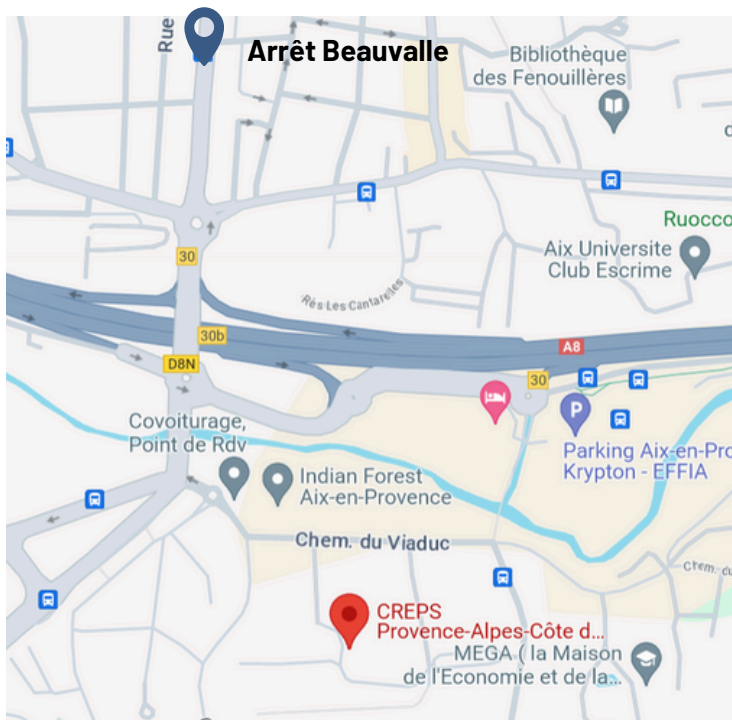 Rue
Arrêt Beauvalle
Bibliothèque
des Fenouillères
Ruocco
Aix Universite
Club Escrime
30
Rés Les Cantarelles
30b
A8
D8N
30
P
Covoiturage,
Point de Rdv
Parking Aix-en-Pro
Krypton - EFFIA
Indian Forest
Aix-en-Provence
Chem. du Viaduc
Chem. du
CREPS
Provence-Alpes-Côte d...
MEGA ( la Maison
de l'Economie et de la...